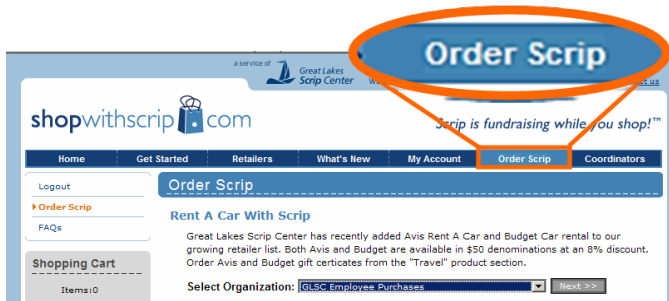 Order Scrip
a service of
Great Lakes
Scrip Center
shopwithscrip.com
Scrip is fundraising while you shop!™
Home Get Started Retailers What's New My Account Order Scrip Coordinators
Logout
Order Scrip
FAQs
Shopping Cart
Items:0
Order Scrip
Rent A Car With Scrip
Great Lakes Scrip Center has recently added Avis Rent A Car and Budget Car rental to our
growing retailer list. Both Avis and Budget are available in $50 denominations at an 8% discount.
Order Avis and Budget gift certicates from the "Travel" product section.
Select Organization: GLSC Employee Purchases Next >>